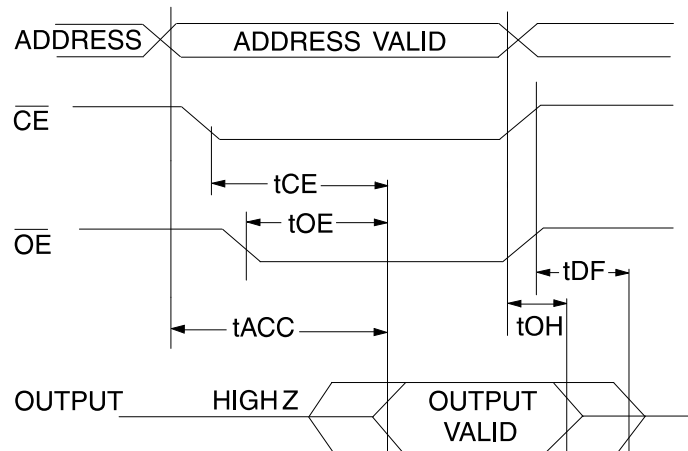 ADDRESS ADDRESS VALID
CE
tCE
tOE
OE
tDF
tOH
tACC
OUTPUT HIGH Z OUTPUT
VALID